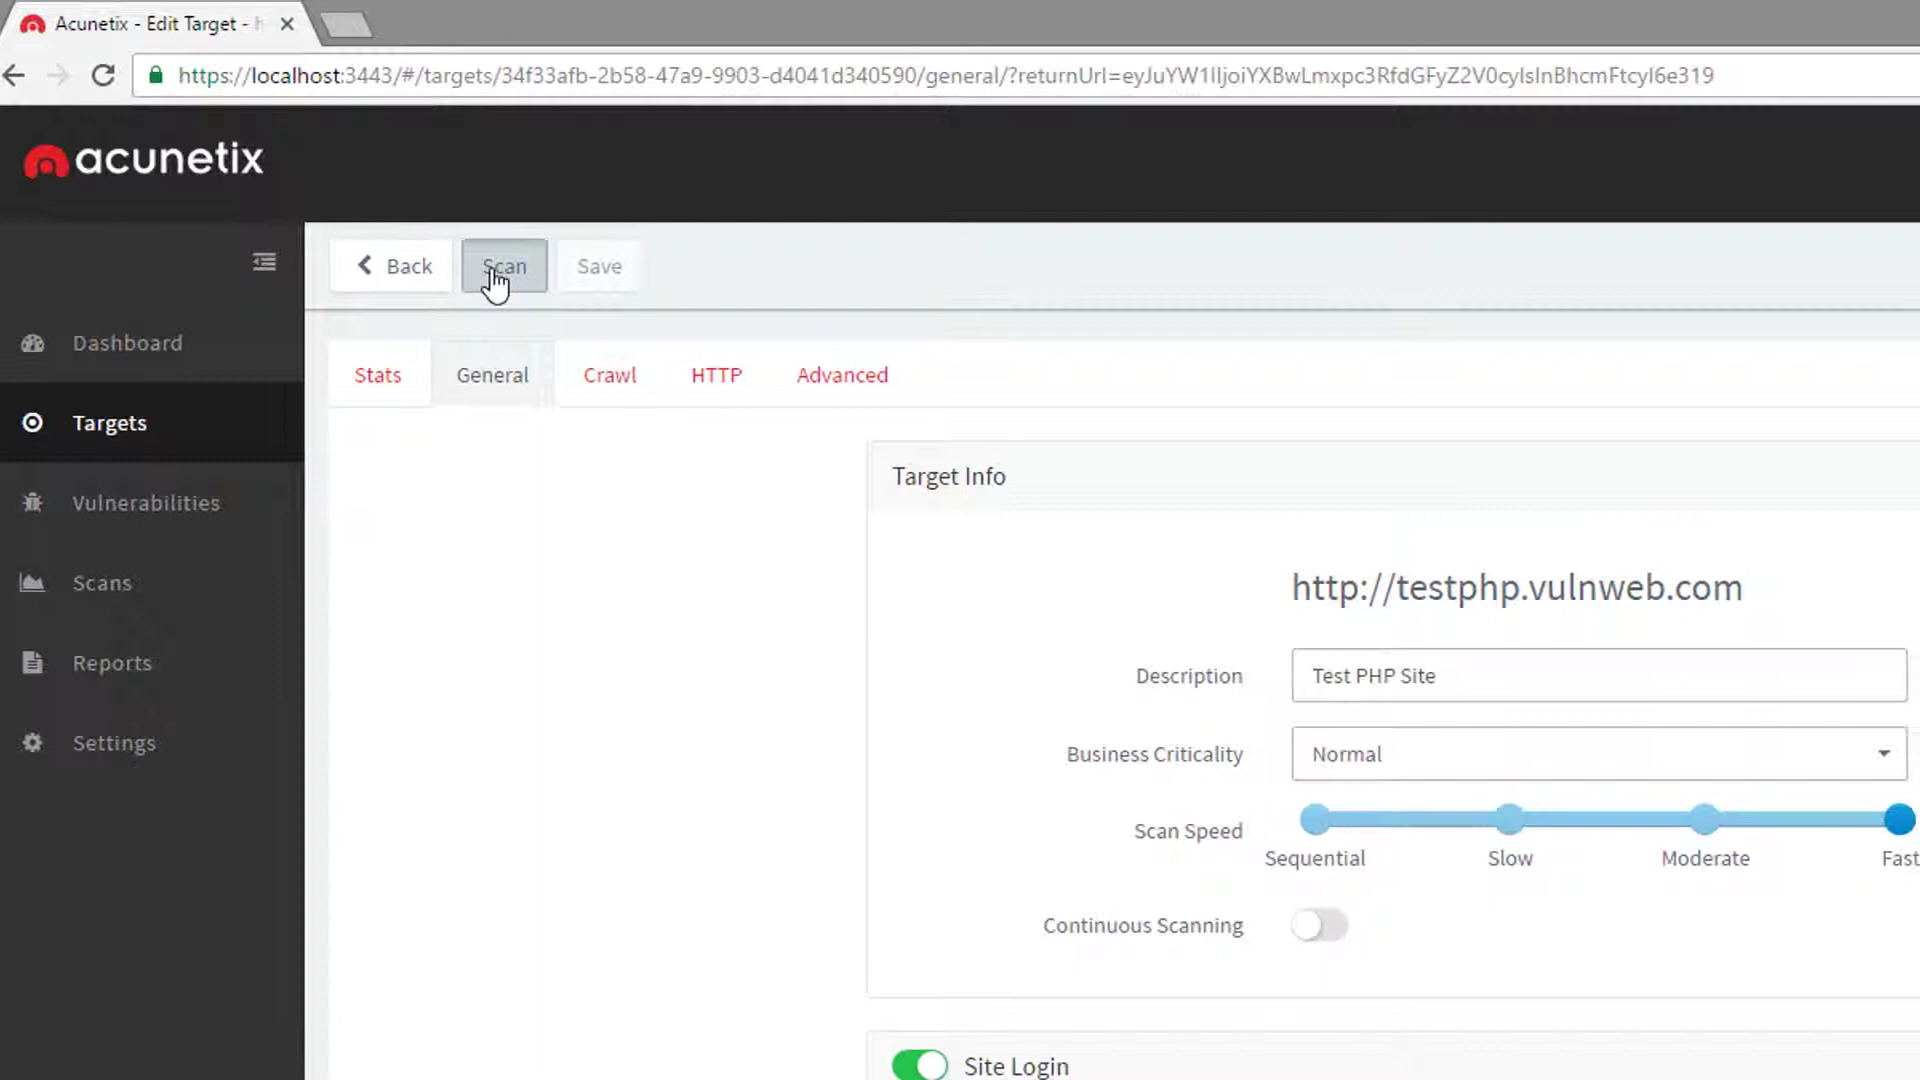 Acunetix - Edit Target -
https://localhost:3443/#/targets/34f33afb-2b58-47a9-9903-d4041d340590/general/?returnUrl=eyJuYW1lIjoiYXBwLmxpc3RfdGFyZ2V0cyIsInBhcmFtcyI6e319
acunetix
Back
Scan
Save
Dashboard
Targets
Vulnerabilities
Scans
Reports
Settings
Stats
General
Crawl
HTTP
Advanced
Target Info
http://testphp.vulnweb.com
Description
Test PHP Site
Business Criticality
Normal
Scan Speed
Sequential
Slow
Moderate
Fast
Continuous Scanning
Site Login